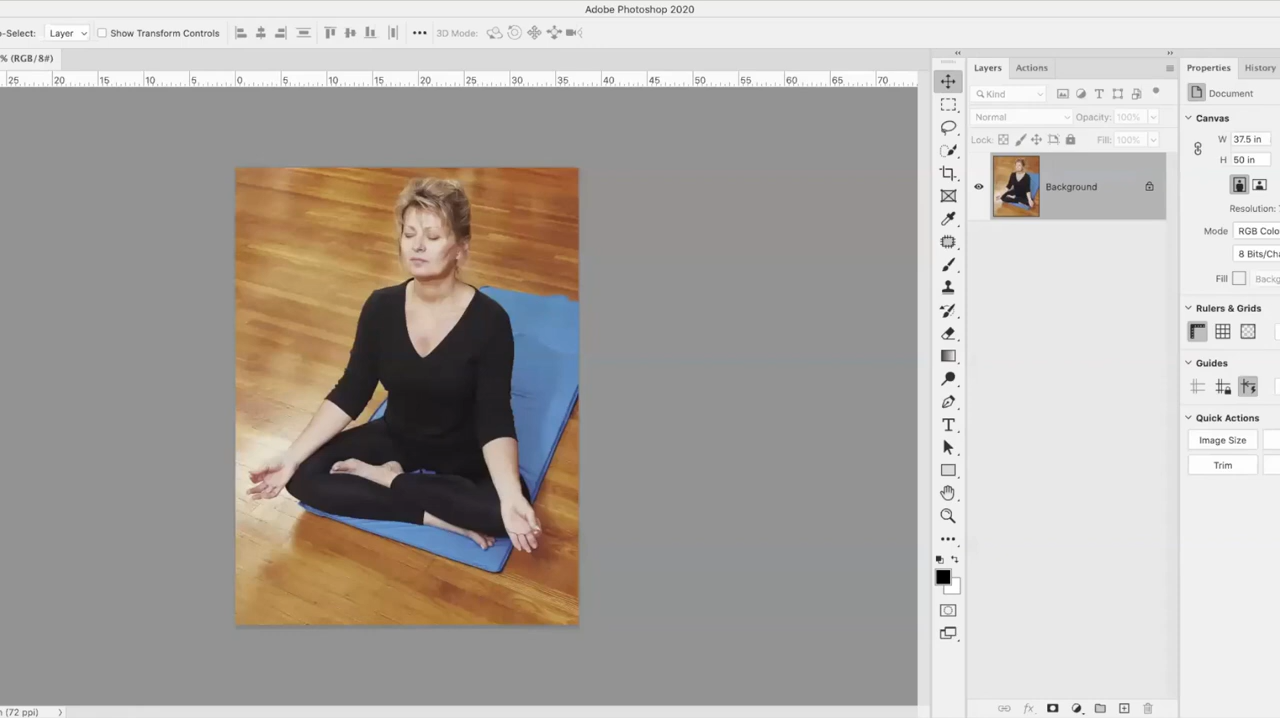 Adobe Photoshop 2020
o-Select: Layer Show Transform Controls 3D Mode:
% (RGB/8#)
25 20 15 10 5 0 5 10 15 20 25 30 35 40 45 50 55 60 65 70
Layers Actions
Kind
Normal Opacity: 100%
Lock: Fill: 100%
Background
Properties History
Document
Canvas
W 37.5 in
H 50 in
Resolution:
Mode RGB Colo
8 Bits/Cha
Fill Backg
Rulers & Grids
Guides
Quick Actions
Image Size
Trim
(72 ppi)
fx